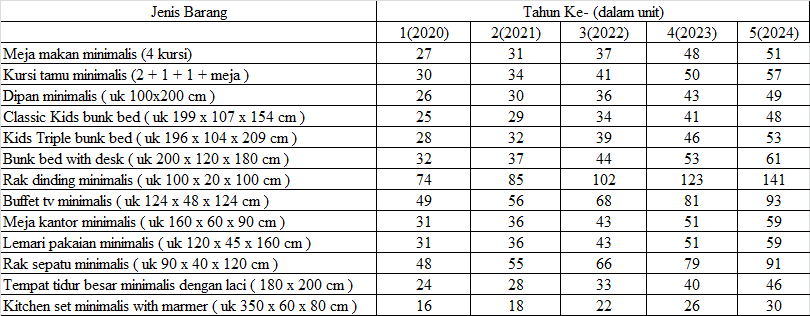 Jenis Barang Tahun Ke- (dalam unit)
1(2020) 2(2021) 3(2022) 4(2023) 5(2024)
Meja makan minimalis (4 kursi) 27 31 37 48 51
Kursi tamu minimalis (2 + 1 + 1 + meja ) 30 34 41 50 57
Dipan minimalis ( uk 100x200 cm ) 26 30 36 43 49
Classic Kids bunk bed ( uk 199 x 107 x 154 cm ) 25 29 34 41 48
Kids Triple bunk bed ( uk 196 x 104 x 209 cm ) 28 32 39 46 53
Bunk bed with desk ( uk 200 x 120 x 180 cm ) 32 37 44 53 61
Rak dinding minimalis ( uk 100 x 20 x 100 cm ) 74 85 102 123 141
Buffet tv minimalis ( uk 124 x 48 x 124 cm ) 49 56 68 81 93
Meja kantor minimalis ( uk 160 x 60 x 90 cm ) 31 36 43 51 59
Lemari pakaian minimalis ( uk 120 x 45 x 160 cm ) 31 36 43 51 59
Rak sepatu minimalis ( uk 90 x 40 x 120 cm ) 48 55 66 79 91
Tempat tidur besar minimalis dengan laci ( 180 x 200 cm ) 24 28 33 40 46
Kitchen set minimalis with marmer ( uk 350 x 60 x 80 cm ) 16 18 22 26 30